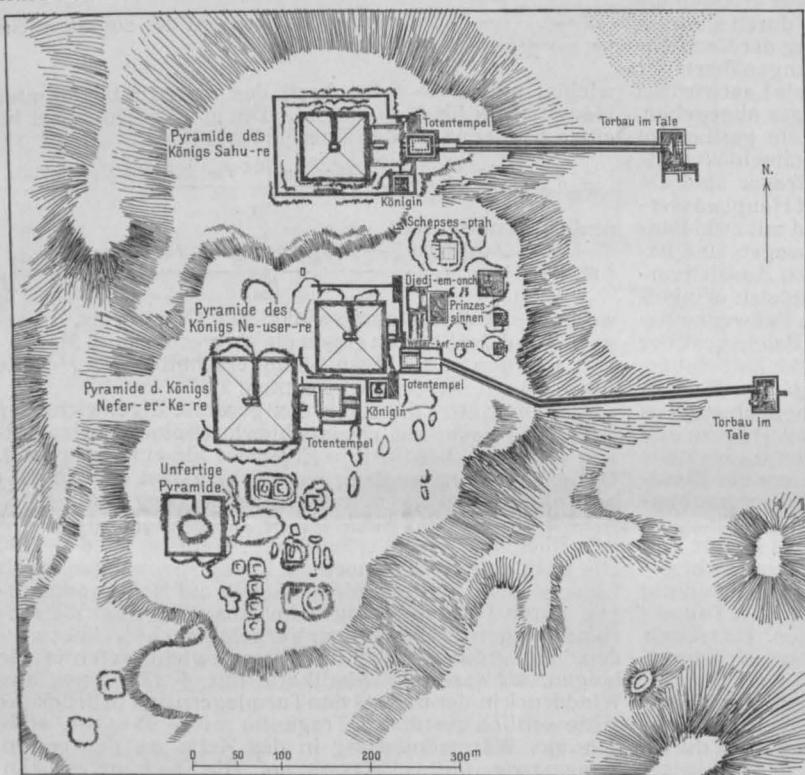 Totentempel
Torbau im Tale
Pyramide des
Königs Sahu-re
N.
Königin
Schepses-ptah
Djedj-em-onch
Prinzes-
sinnen
Pyramide des
Königs Ne-user-re
Pyramide d. Königs
Nefer-er-Ke-re
Totentempel
Königin
Torbau im
Tale
Totentempel
Unfertige
Pyramide
0 50 100 200 300m